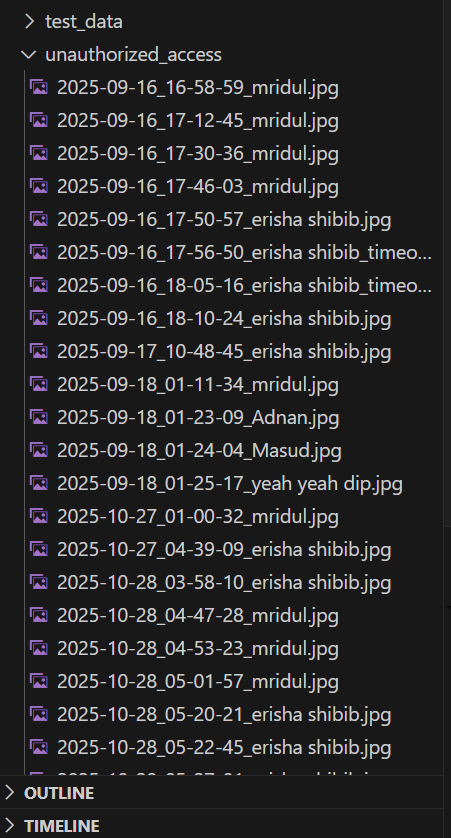 test_data
unauthorized_access
2025-09-16_16-58-59_mridul.jpg
2025-09-16_17-12-45_mridul.jpg
2025-09-16_17-30-36_mridul.jpg
2025-09-16_17-46-03_mridul.jpg
2025-09-16_17-50-57_erisha shibib.jpg
2025-09-16_17-56-50_erisha shibib_timeo...
2025-09-16_18-05-16_erisha shibib_timeo...
2025-09-16_18-10-24_erisha shibib.jpg
2025-09-17_10-48-45_erisha shibib.jpg
2025-09-18_01-11-34_mridul.jpg
2025-09-18_01-23-09_Adnan.jpg
2025-09-18_01-24-04_Masud.jpg
2025-09-18_01-25-17_yeah yeah dip.jpg
2025-10-27_01-00-32_mridul.jpg
2025-10-27_04-39-09_erisha shibib.jpg
2025-10-28_03-58-10_erisha shibib.jpg
2025-10-28_04-47-28_mridul.jpg
2025-10-28_04-53-23_mridul.jpg
2025-10-28_05-01-57_mridul.jpg
2025-10-28_05-20-21_erisha shibib.jpg
2025-10-28_05-22-45_erisha shibib.jpg
OUTLINE
TIMELINE